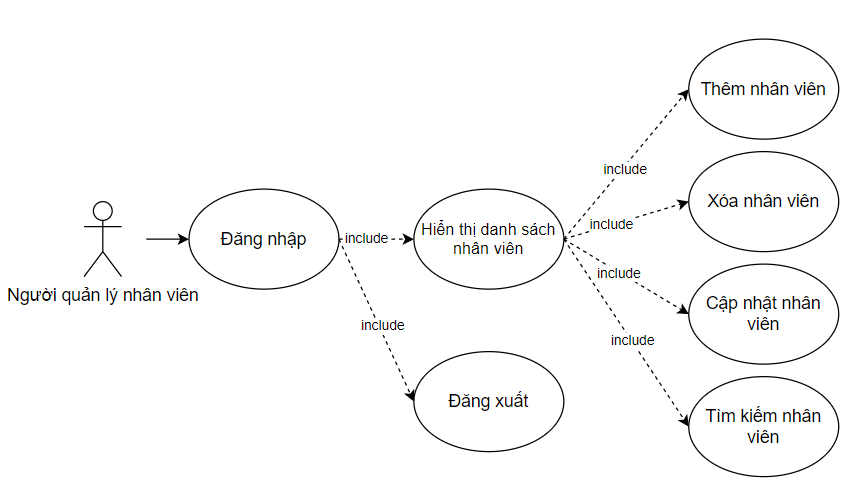 Người quản lý nhân viên
Đăng nhập
include
Hiển thị danh sách
nhân viên
include
Đăng xuất
include
Thêm nhân viên
include
Xóa nhân viên
include
Cập nhật nhân
viên
include
Tìm kiếm nhân
viên